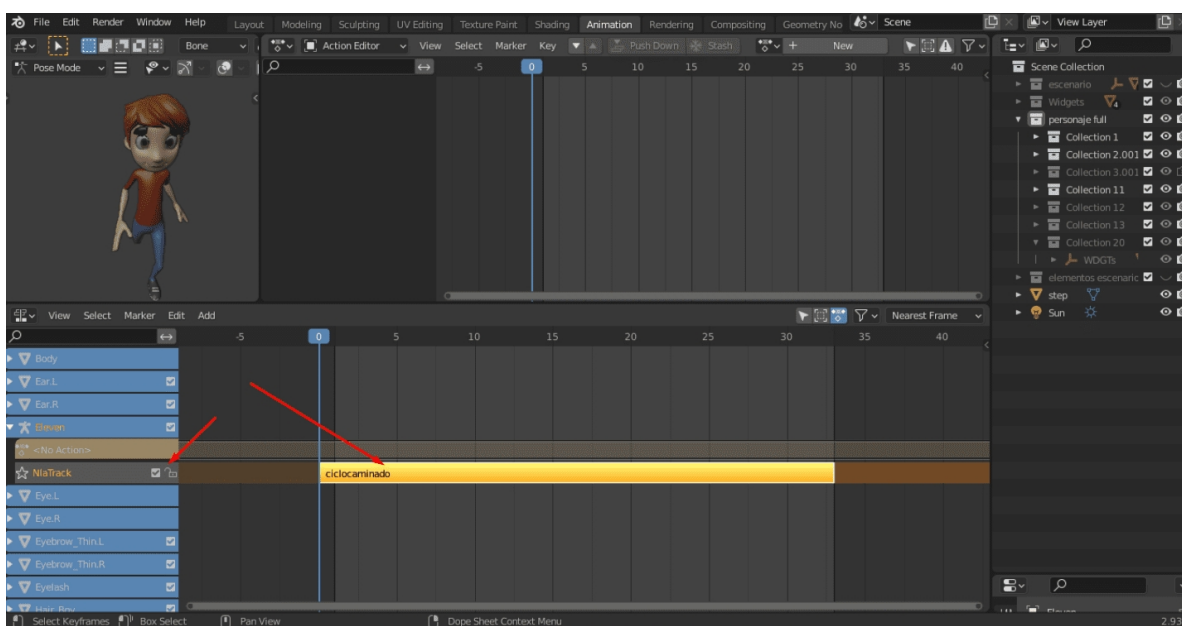 File Edit Render Window Help Layout Modeling Sculpting UV Editing Texture Paint Shading Animation Rendering Compositing Geometry No Scene View Layer
Bone Action Editor View Select Marker Key Push Down Stash New
Pose Mode -5 0 5 10 15 20 25 30 35 40
Scene Collection
escenario
Widgets 4
personaje full
Collection 1
Collection 2.001
Collection 3.001
Collection 11
Collection 12
Collection 13
Collection 20
WDGTs
elementos escenaric
step
Sun
View Select Marker Edit Add Nearest Frame
-5 0 5 10 15 20 25 30 35 40
Body
Ear.L
Ear.R
Eleven
<No Action>
NlaTrack ciclocaminado
Eye.L
Eye.R
Eyebrow_Thin.L
Eyebrow_Thin.R
Eyelash
Hair_Boy
Select Keyframes Box Select Pan View Dope Sheet Context Menu 2.93